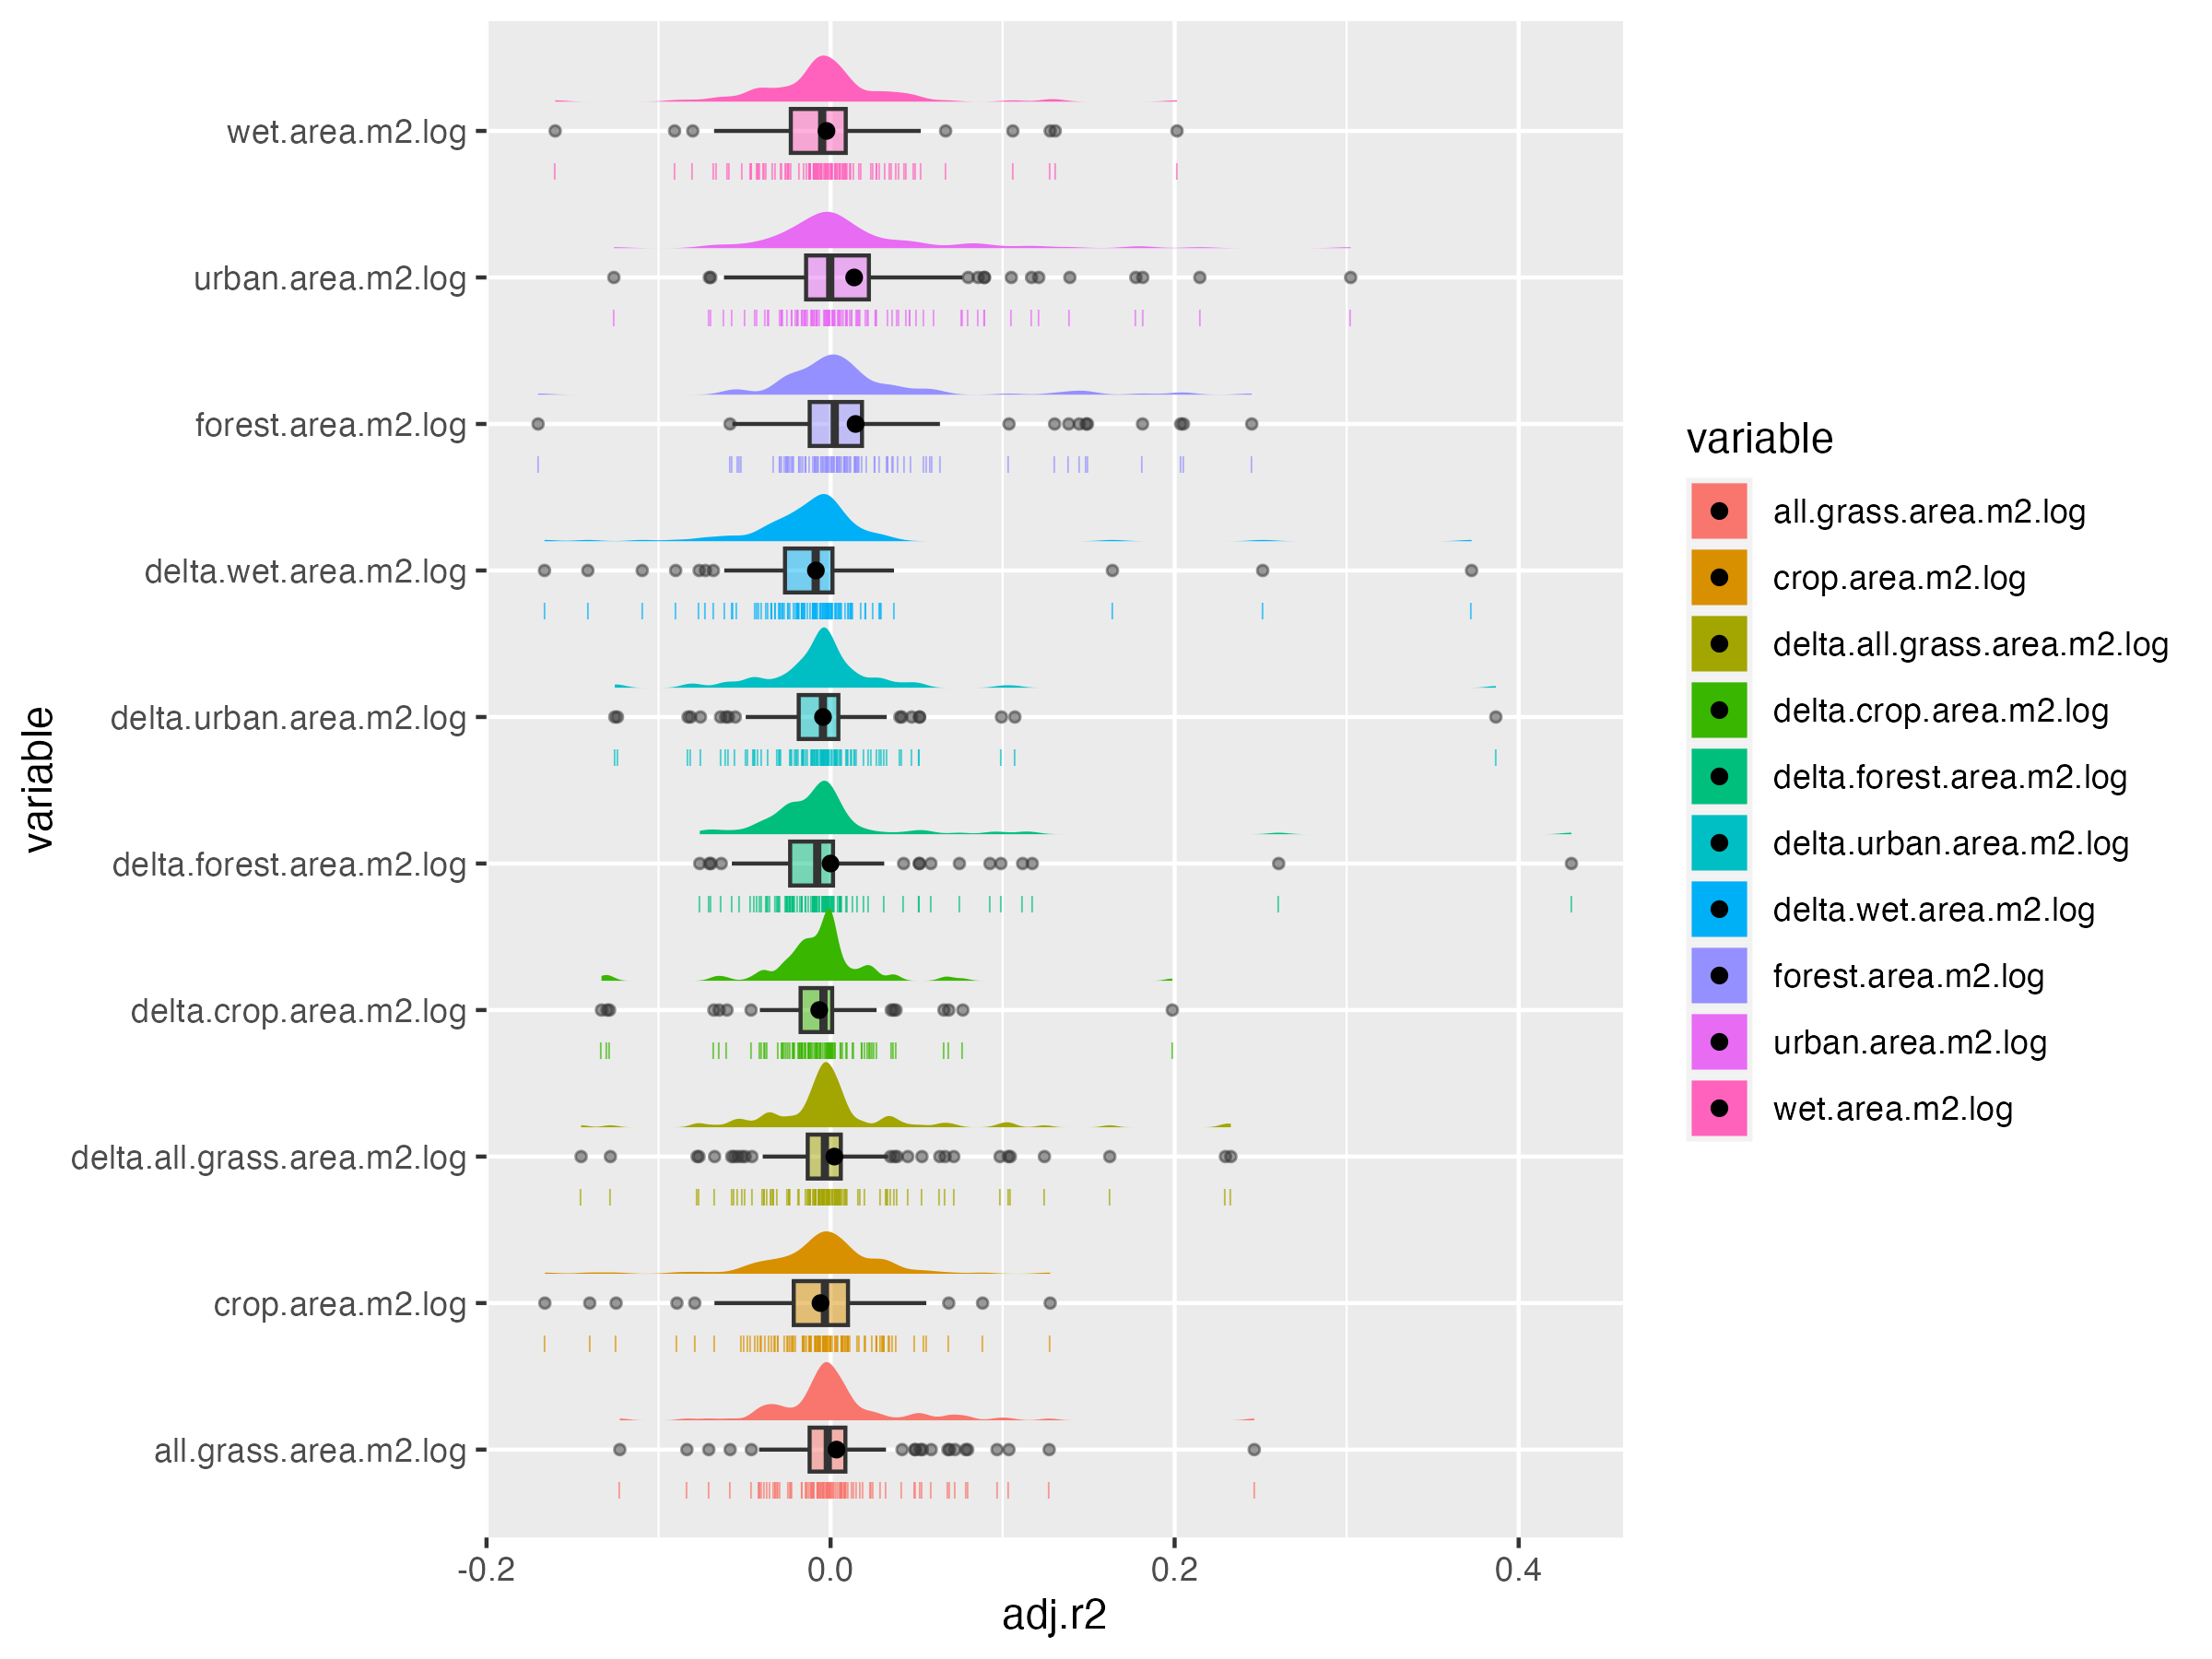 variable
wet.area.m2.log
urban.area.m2.log
forest.area.m2.log
delta.wet.area.m2.log
delta.urban.area.m2.log
delta.forest.area.m2.log
delta.crop.area.m2.log
delta.all.grass.area.m2.log
crop.area.m2.log
all.grass.area.m2.log
-0.2 0.0 0.2 0.4
adj.r2
variable
all.grass.area.m2.log
crop.area.m2.log
delta.all.grass.area.m2.log
delta.crop.area.m2.log
delta.forest.area.m2.log
delta.urban.area.m2.log
delta.wet.area.m2.log
forest.area.m2.log
urban.area.m2.log
wet.area.m2.log